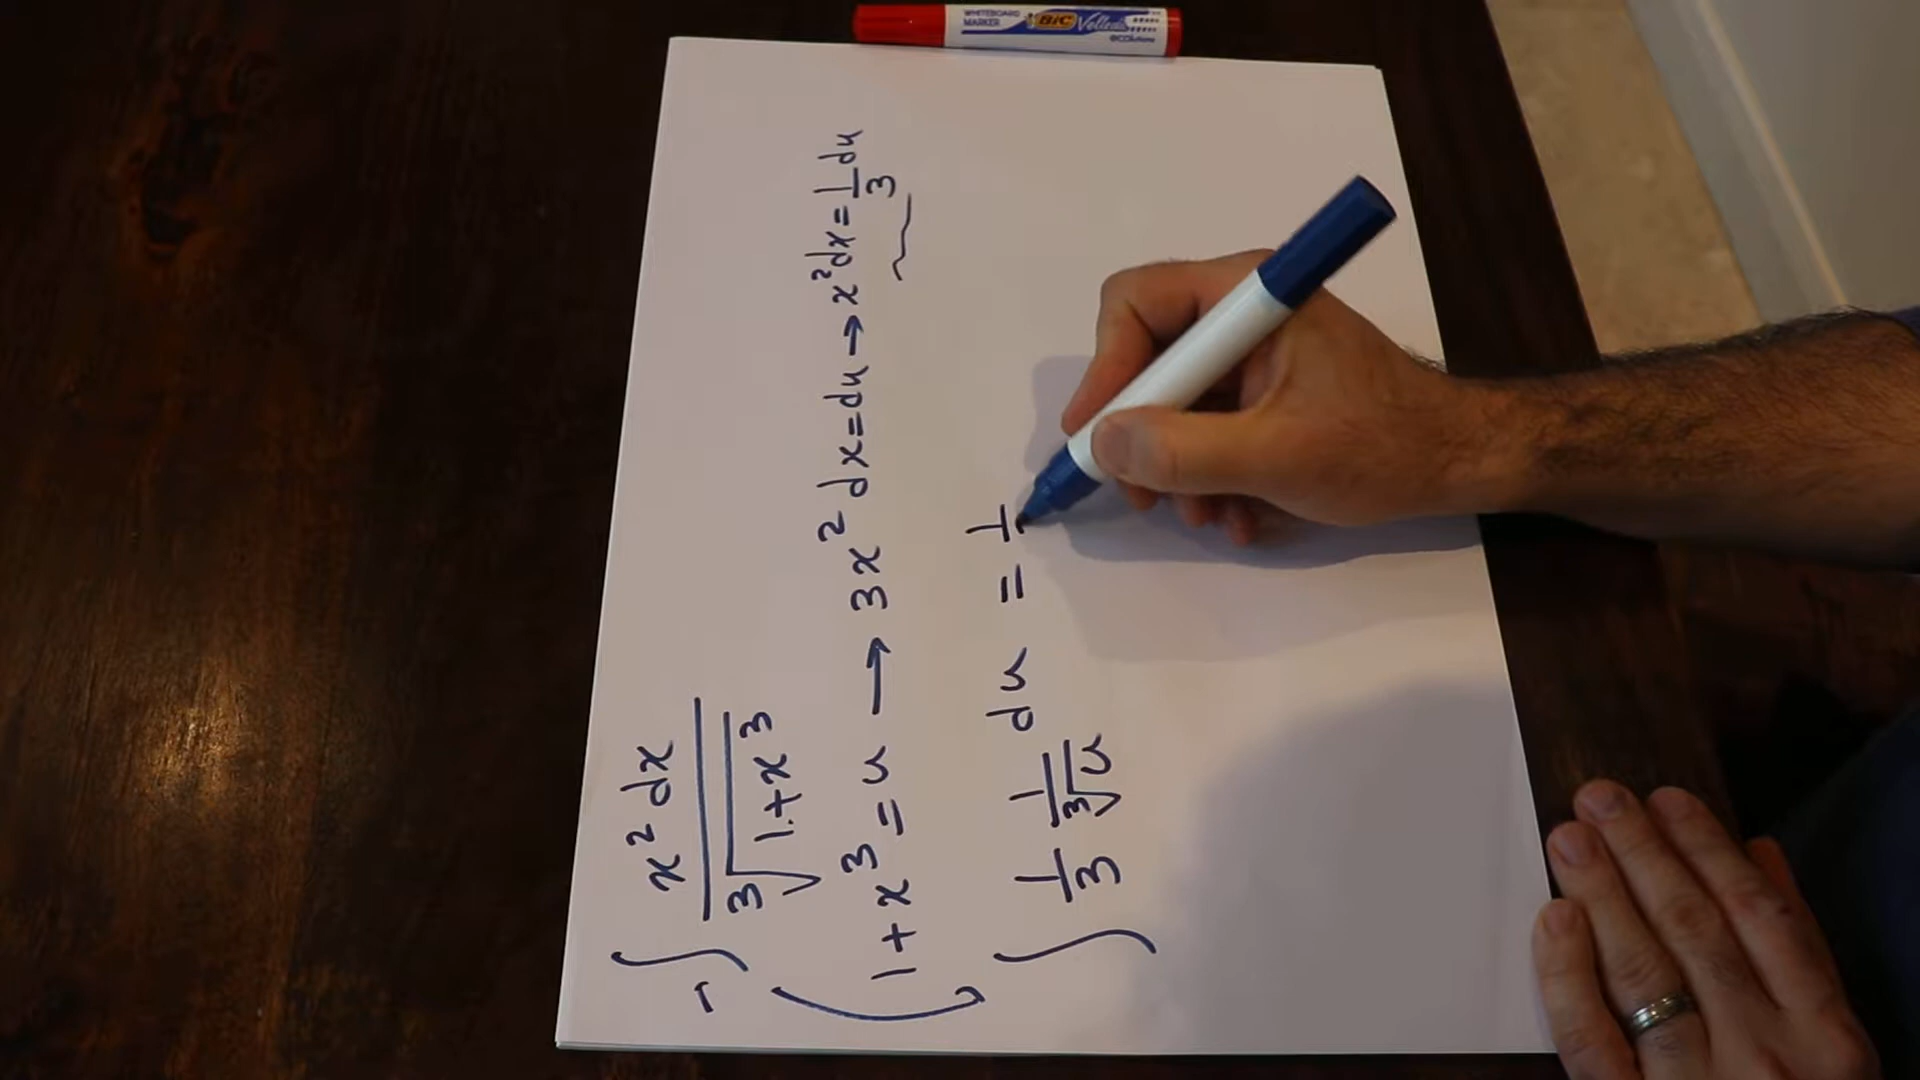 WHITEBOARD MARKER BIC Velleda
∫ x² dx / ∛(1+x³)
1+x³=u → 3x² dx=du → x²dx=1/3 du
∫ 1/3 1/∛u du = 1/